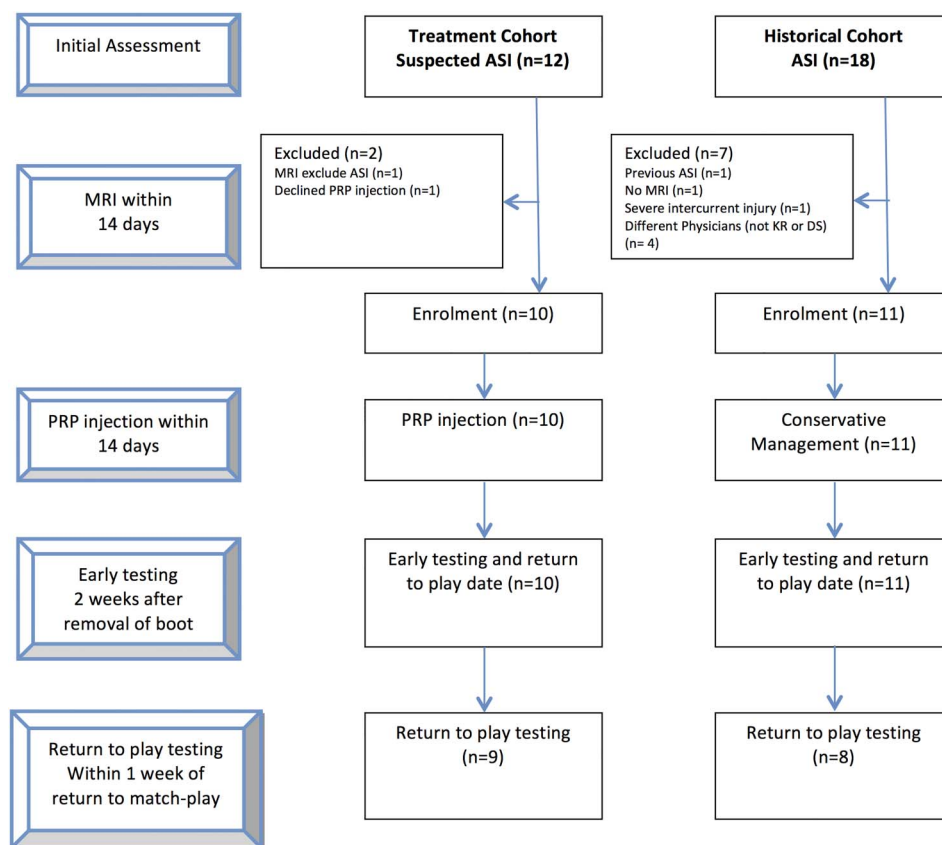 Initial Assessment
Treatment Cohort
Suspected ASI (n=12)
Historical Cohort
ASI (n=18)
MRI within
14 days
Excluded (n=2)
MRI exclude ASI (n=1)
Declined PRP injection (n=1)
Excluded (n=7)
Previous ASI (n=1)
No MRI (n=1)
Severe intercurrent injury (n=1)
Different Physicians (not KR or DS)
(n= 4)
Enrolment (n=10)
Enrolment (n=11)
PRP injection within
14 days
PRP injection (n=10)
Conservative
Management (n=11)
Early testing
2 weeks after
removal of boot
Early testing and return
to play date (n=10)
Early testing and return
to play date (n=11)
Return to play testing
Within 1 week of
return to match-play
Return to play testing
(n=9)
Return to play testing
(n=8)